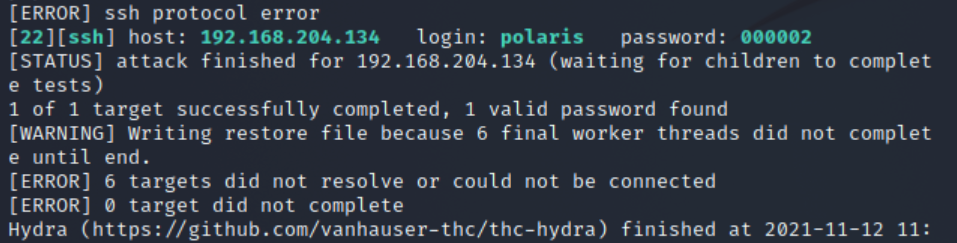 [ERROR] ssh protocol error
[22][ssh] host: 192.168.204.134   login: polaris   password: 000002
[STATUS] attack finished for 192.168.204.134 (waiting for children to complet
e tests)
1 of 1 target successfully completed, 1 valid password found
[WARNING] Writing restore file because 6 final worker threads did not complet
e until end.
[ERROR] 6 targets did not resolve or could not be connected
[ERROR] 0 target did not complete
Hydra (https://github.com/vanhauser-thc/thc-hydra) finished at 2021-11-12 11: